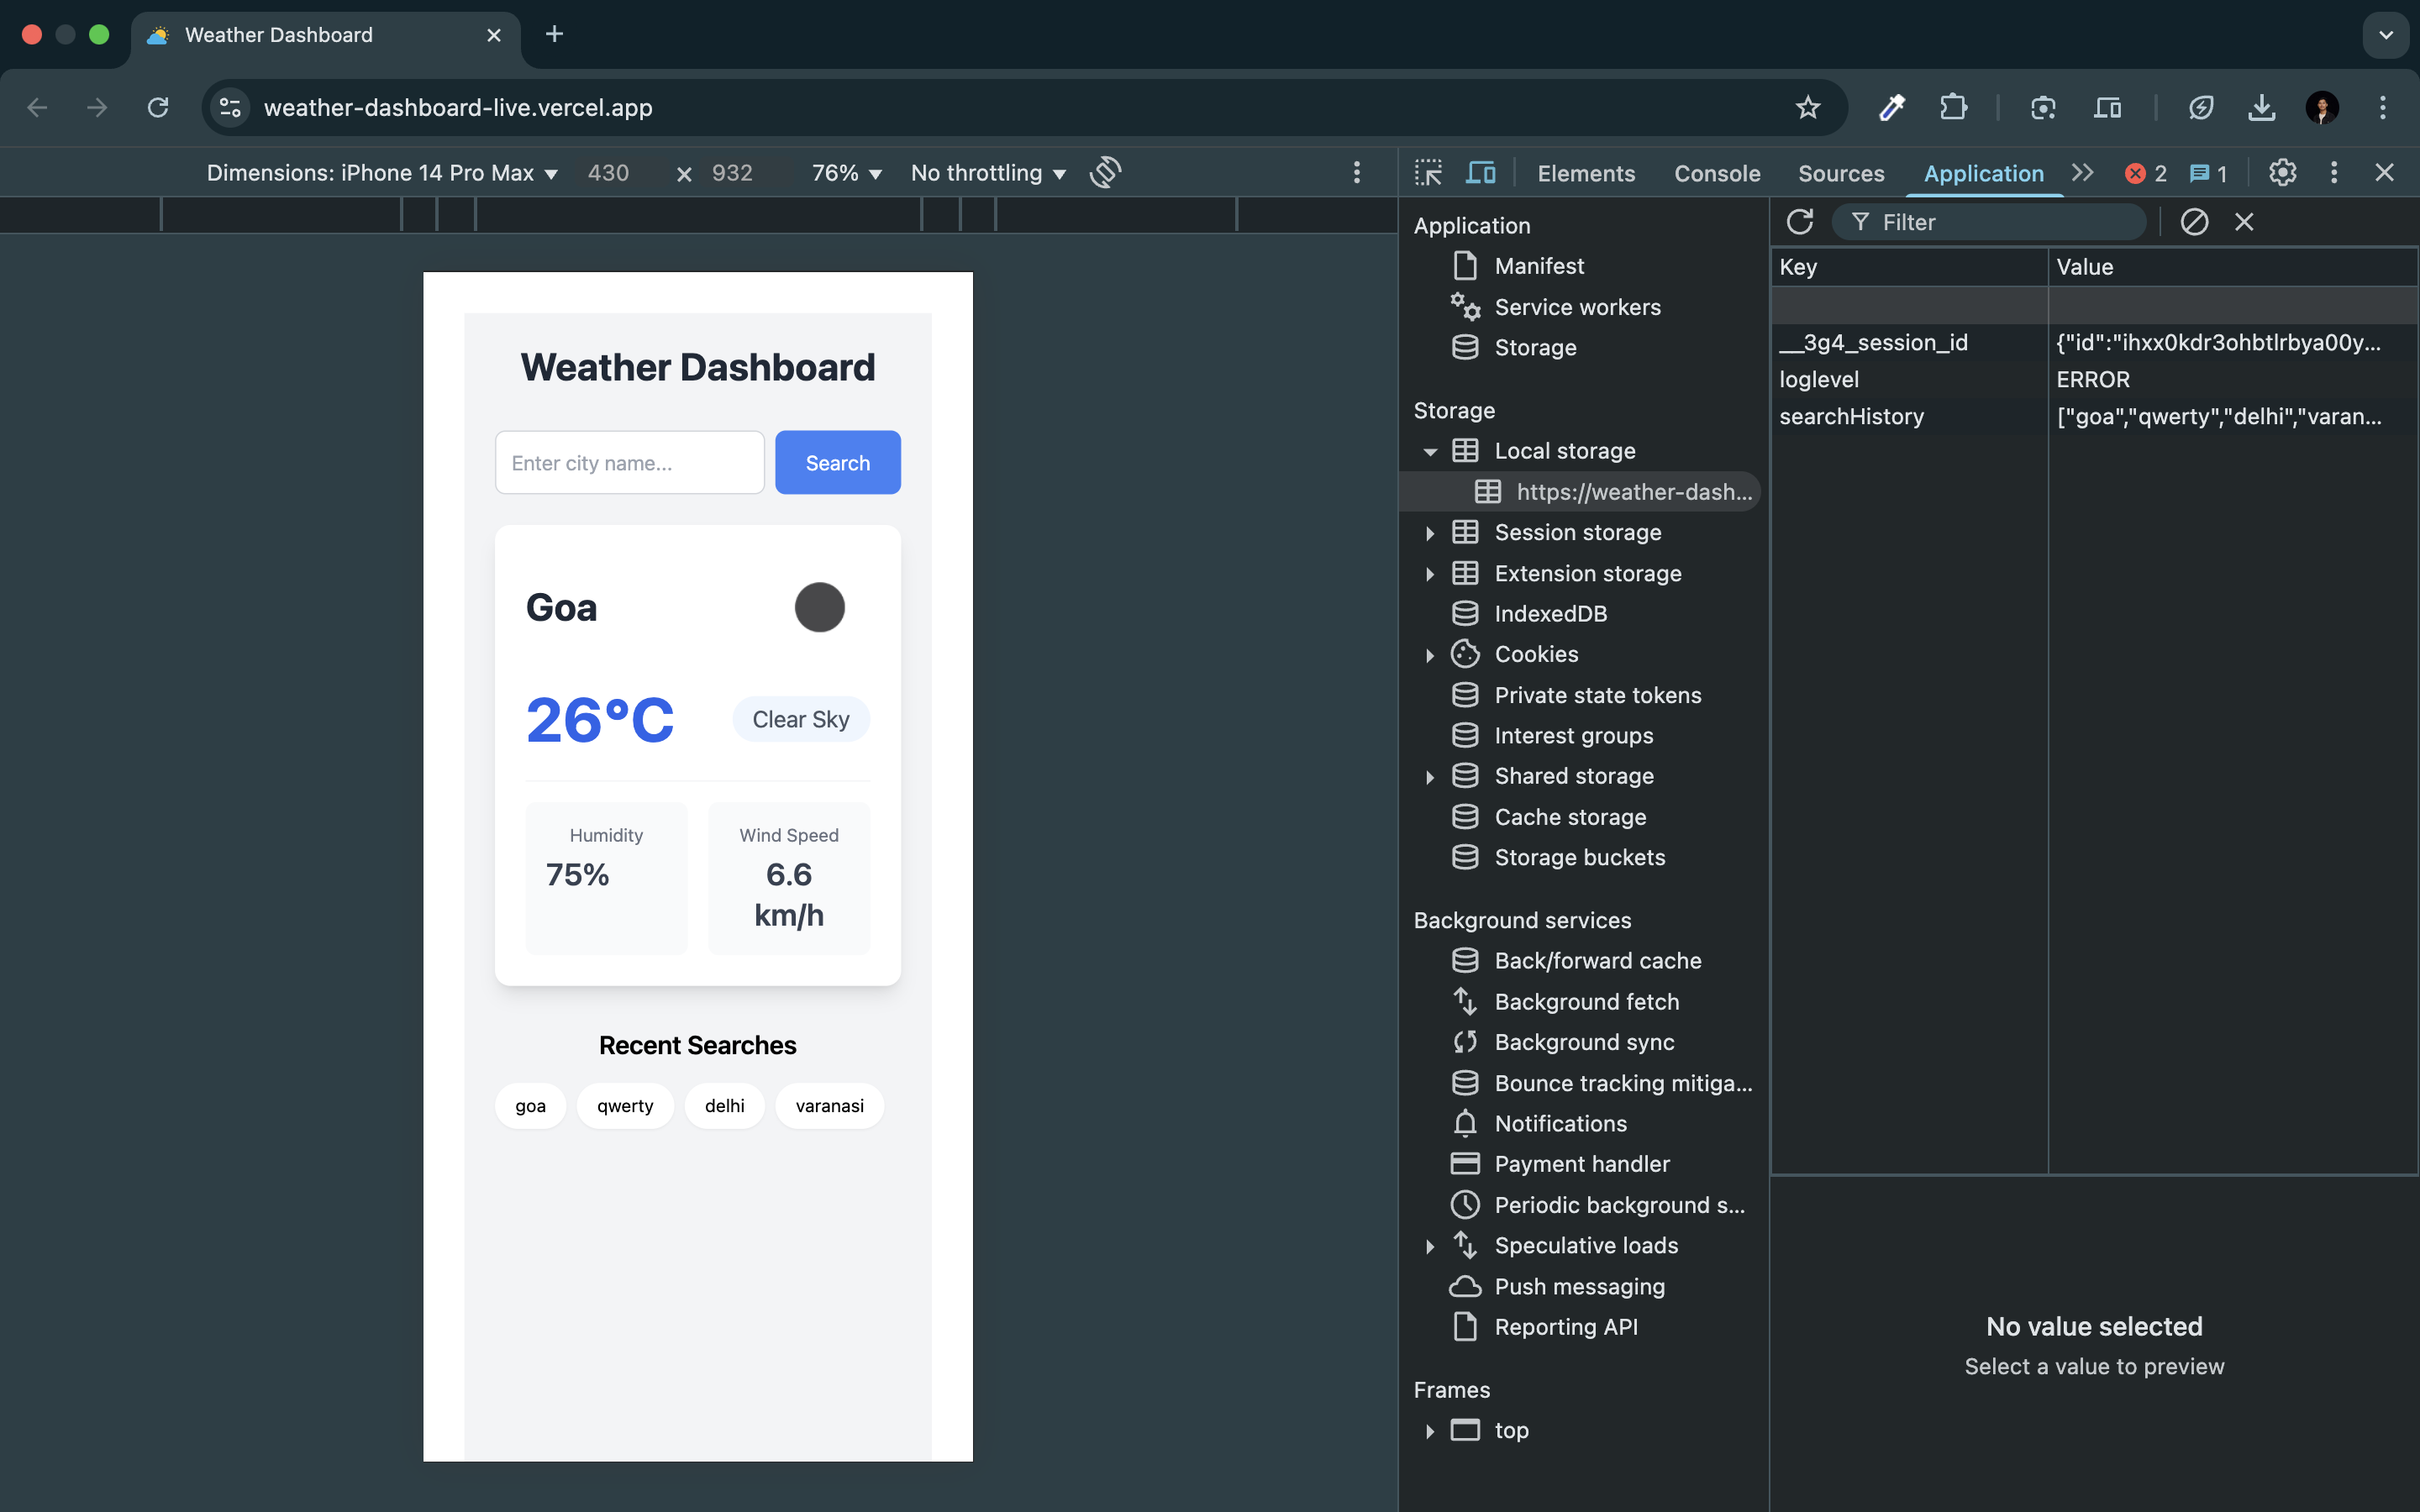 Weather Dashboard
weather-dashboard-live.vercel.app
Dimensions: iPhone 14 Pro Max 430 × 932 76% No throttling
Elements Console Sources Application 2 1
Weather Dashboard
Enter city name... Search
Goa
26°C Clear Sky
Humidity Wind Speed
75% 6.6
km/h
Recent Searches
goa qwerty delhi varanasi
Application
Manifest
Service workers
Storage
Storage
Local storage
https://weather-dash...
Session storage
Extension storage
IndexedDB
Cookies
Private state tokens
Interest groups
Shared storage
Cache storage
Storage buckets
Background services
Back/forward cache
Background fetch
Background sync
Bounce tracking mitiga...
Notifications
Payment handler
Periodic background s...
Speculative loads
Push messaging
Reporting API
Frames
top
Filter
Key Value
__3g4_session_id {"id":"ihxx0kdr3ohbtlrbya00y...
loglevel ERROR
searchHistory ["goa","qwerty","delhi","varan...
No value selected
Select a value to preview